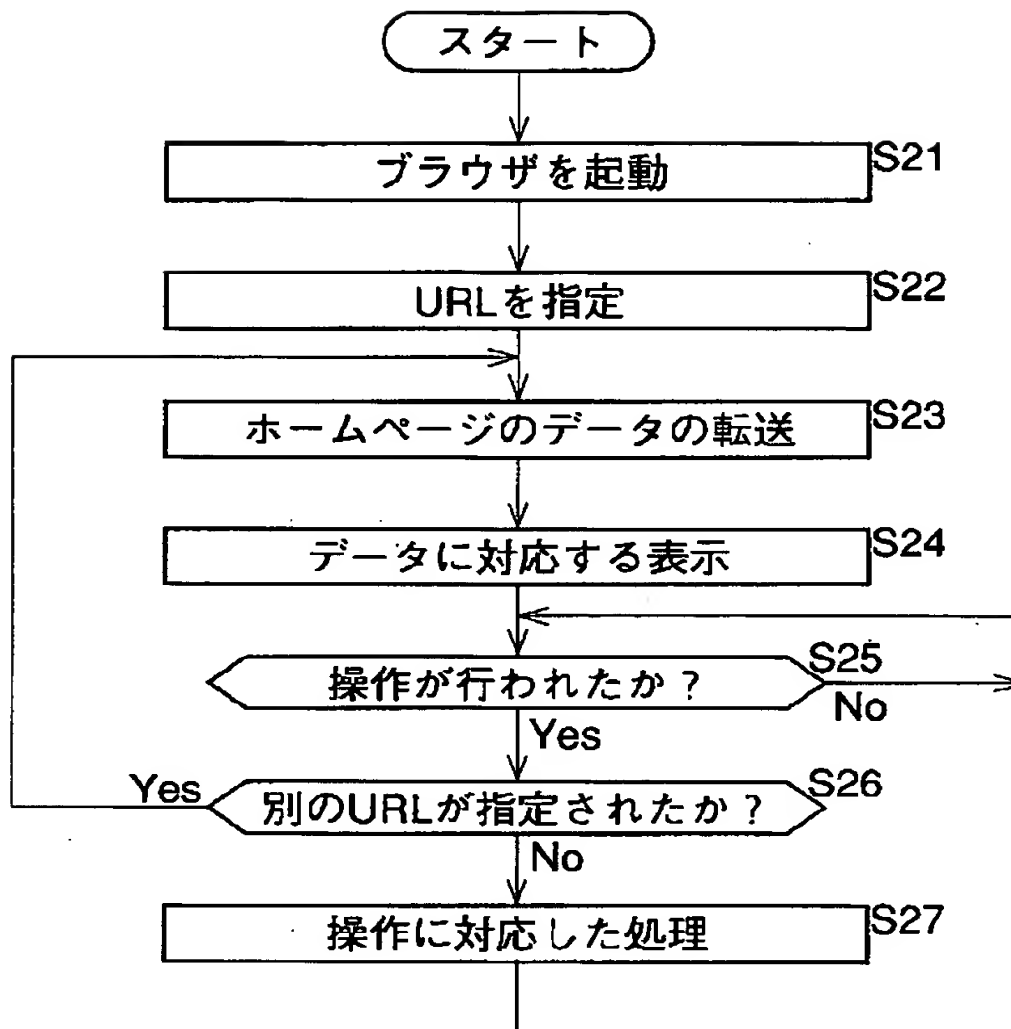 スタート
ブラウザを起動
S21
URLを指定
S22
ホームページのデータの転送
S23
データに対応する表示
S24
操作が行われたか?
S25
No
Yes
別のURLが指定されたか?
S26
Yes
No
操作に対応した処理
S27